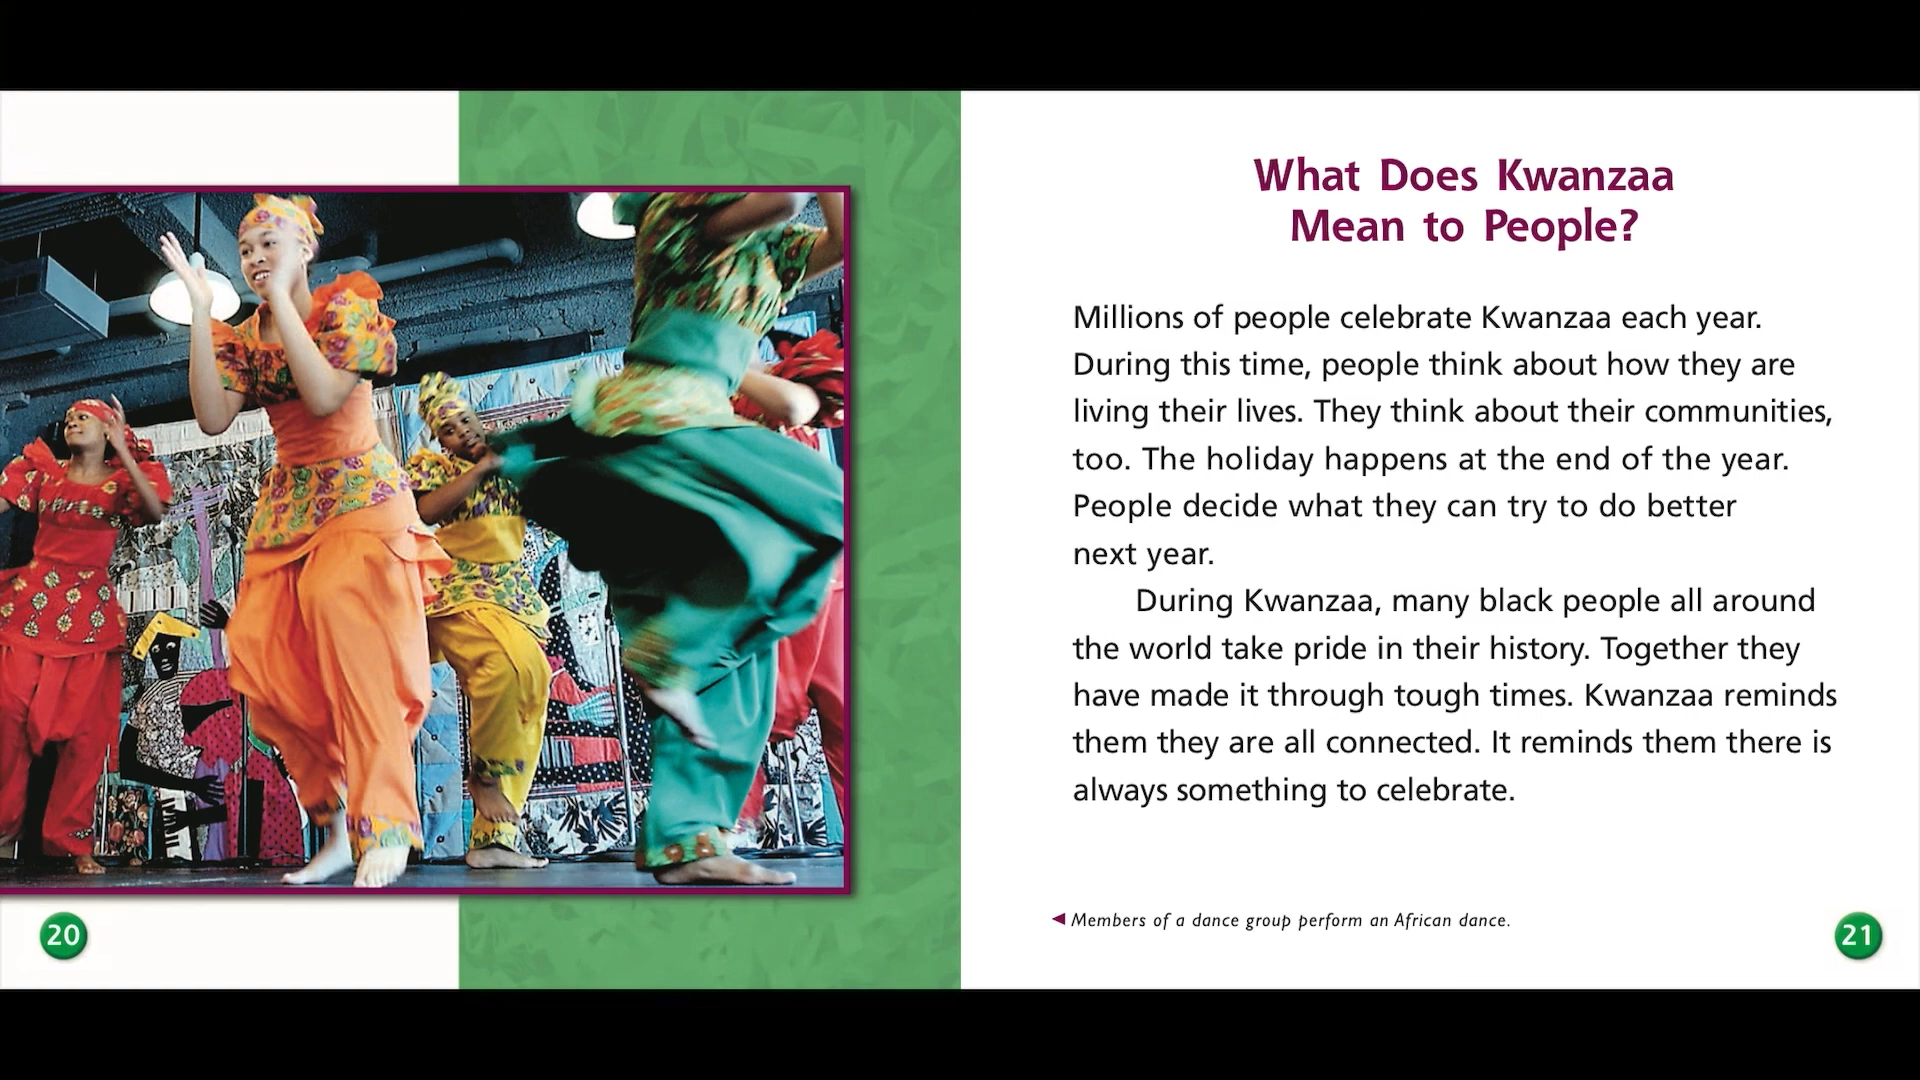 What Does Kwanzaa
Mean to People?
Millions of people celebrate Kwanzaa each year.
During this time, people think about how they are
living their lives. They think about their communities,
too. The holiday happens at the end of the year.
People decide what they can try to do better
next year.
During Kwanzaa, many black people all around
the world take pride in their history. Together they
have made it through tough times. Kwanzaa reminds
them they are all connected. It reminds them there is
always something to celebrate.
Members of a dance group perform an African dance.
20
21